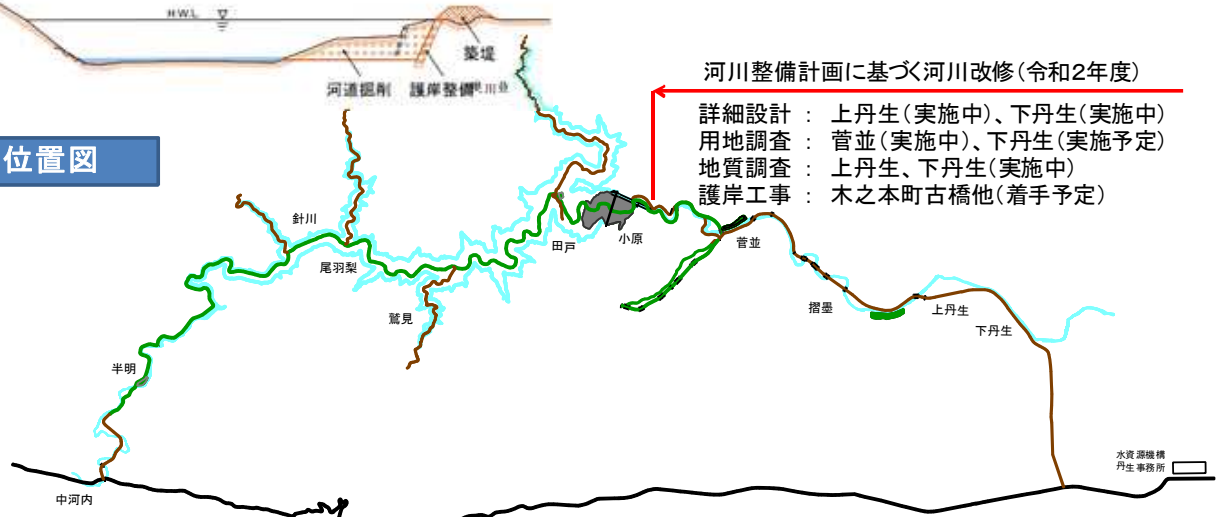 H.W.L
築堤
河道掘削
護岸整備
河川整備計画に基づく河川改修(令和2年度)
詳細設計 : 上丹生(実施中)、下丹生(実施中)
用地調査 : 菅並(実施中)、下丹生(実施予定)
地質調査 : 上丹生、下丹生(実施中)
護岸工事 : 木之本町古橋他(着手予定)
位置図
針川
尾羽梨
田戸
小原
菅並
鷲見
摺墨
上丹生
下丹生
半明
中河内
水資源機構
丹生事務所